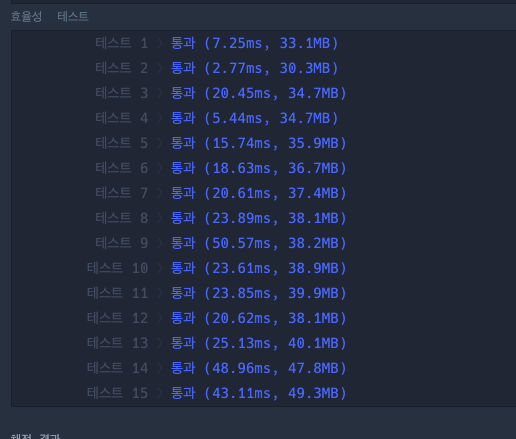 효율성 테스트
테스트 1 > 통과 (7.25ms, 33.1MB)
테스트 2 > 통과 (2.77ms, 30.3MB)
테스트 3 > 통과 (20.45ms, 34.7MB)
테스트 4 > 통과 (5.44ms, 34.7MB)
테스트 5 > 통과 (15.74ms, 35.9MB)
테스트 6 > 통과 (18.63ms, 36.7MB)
테스트 7 > 통과 (20.61ms, 37.4MB)
테스트 8 > 통과 (23.89ms, 38.1MB)
테스트 9 > 통과 (50.57ms, 38.2MB)
테스트 10 > 통과 (23.61ms, 38.9MB)
테스트 11 > 통과 (23.85ms, 39.9MB)
테스트 12 > 통과 (20.62ms, 38.1MB)
테스트 13 > 통과 (25.13ms, 40.1MB)
테스트 14 > 통과 (48.96ms, 47.8MB)
테스트 15 > 통과 (43.11ms, 49.3MB)